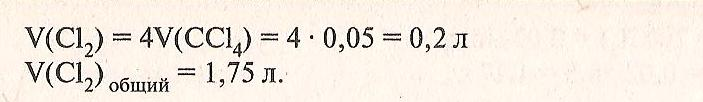 V(Cl₂) = 4V(CCl₄) = 4 · 0,05 = 0,2 л
V(Cl₂) общий = 1,75 л.